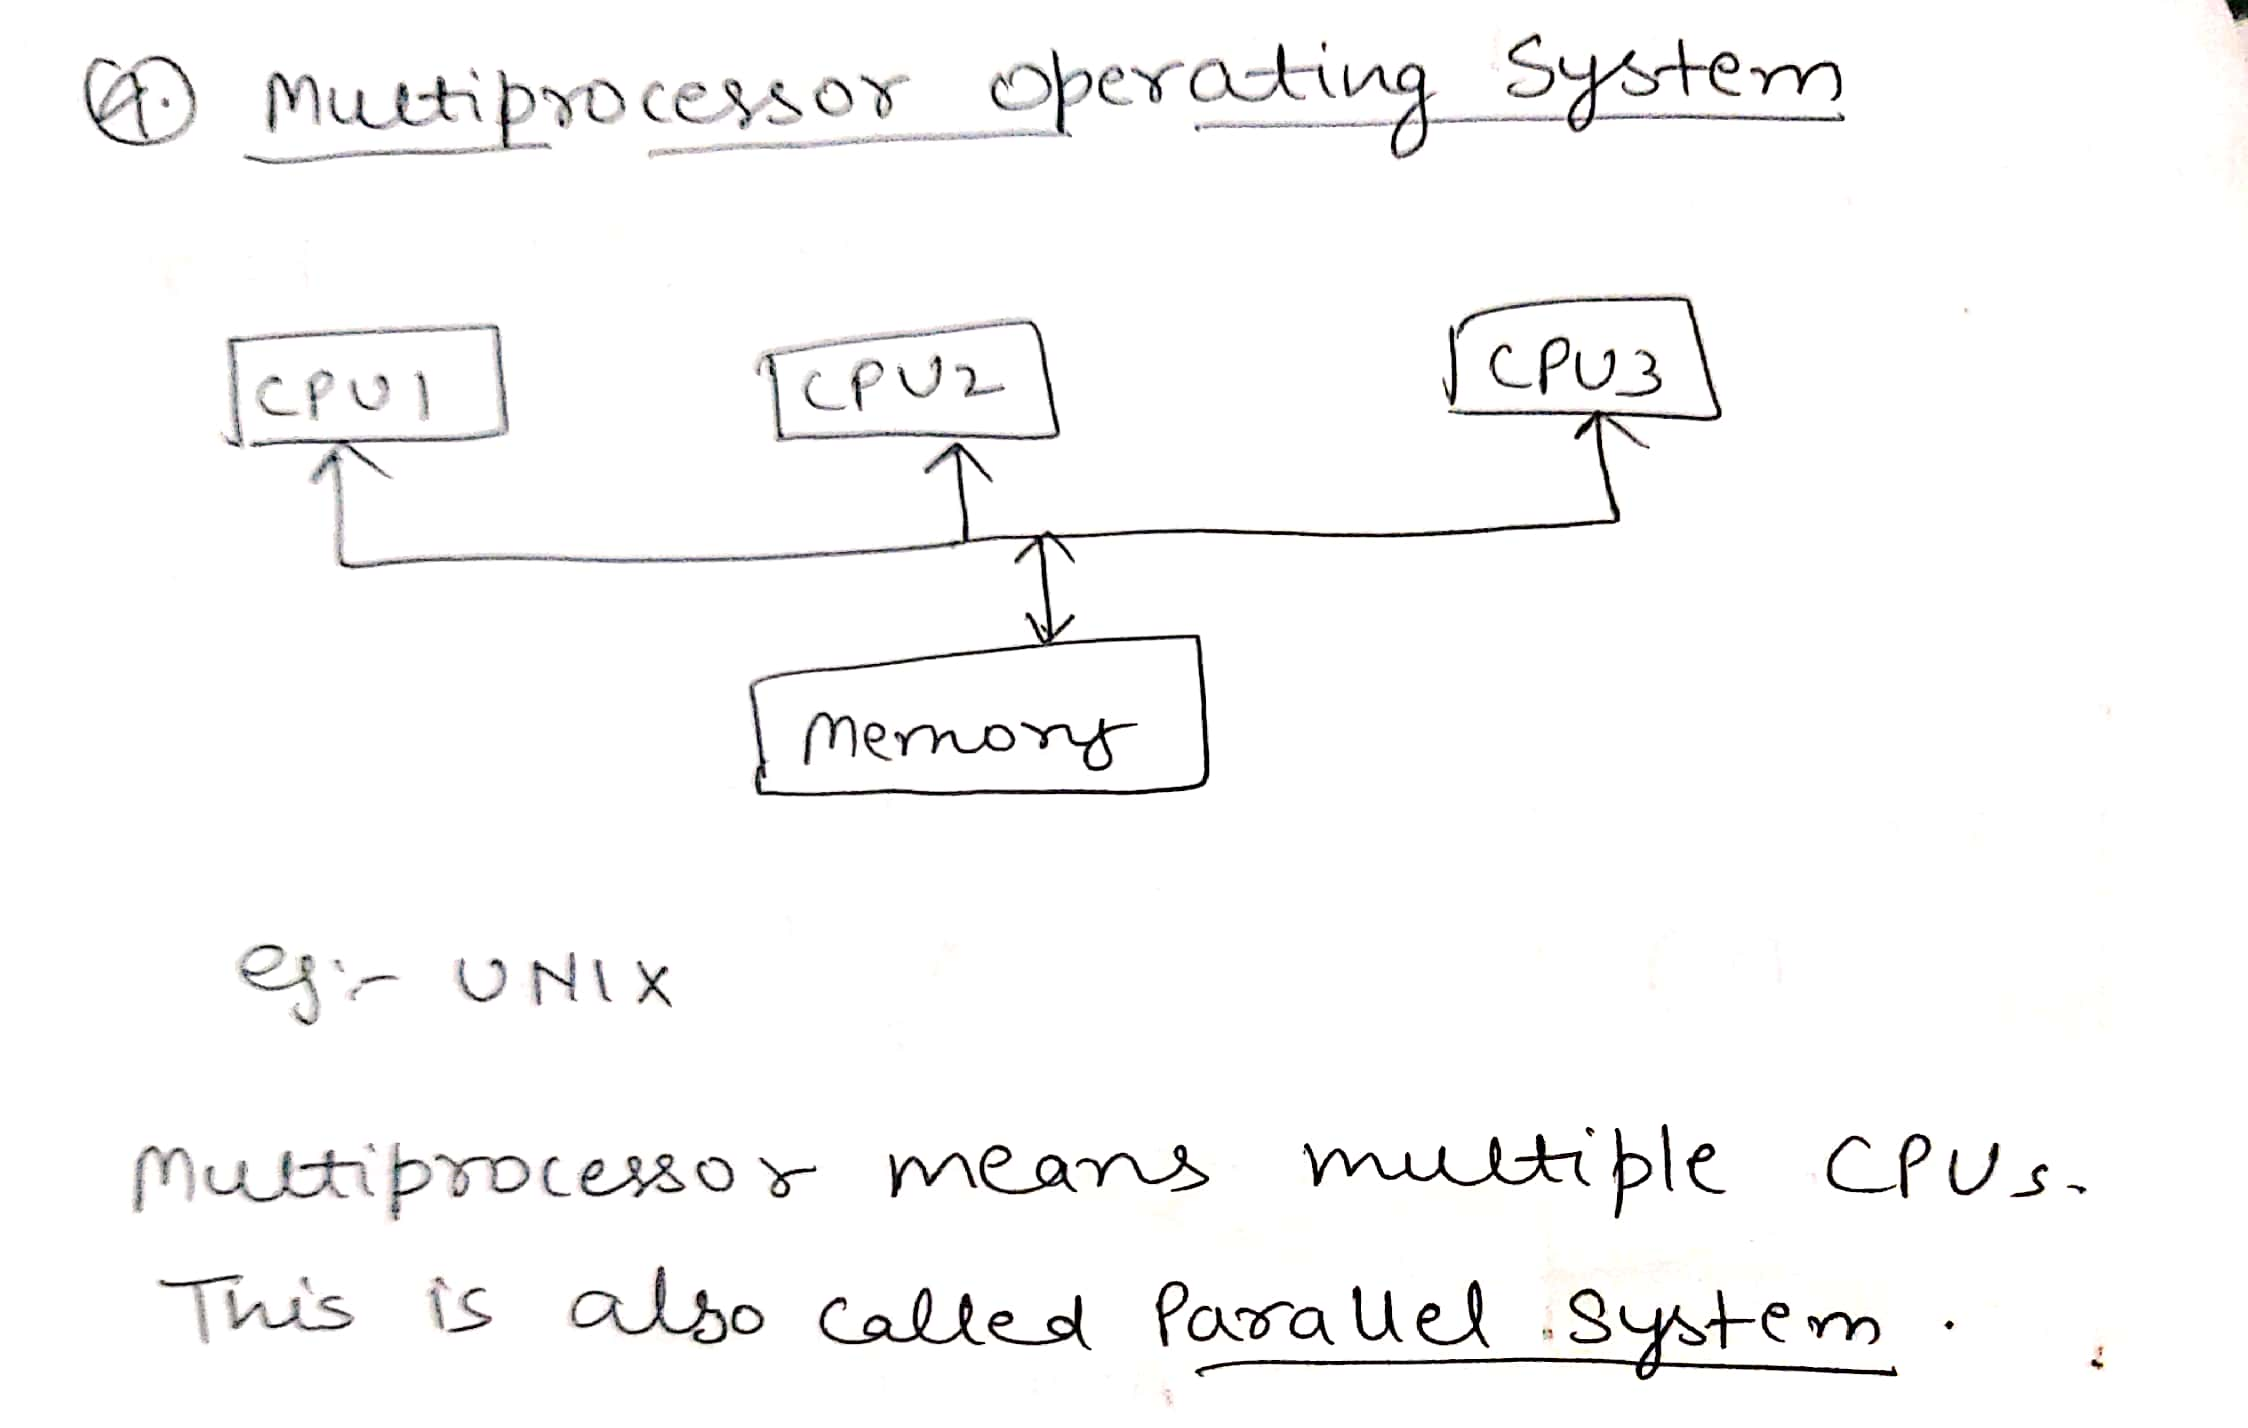 4. Multiprocessor operating System
CPU1 CPU2 CPU3
Memory
eg:- UNIX
Multiprocessor means multiple CPUs.
This is also called Parallel System.